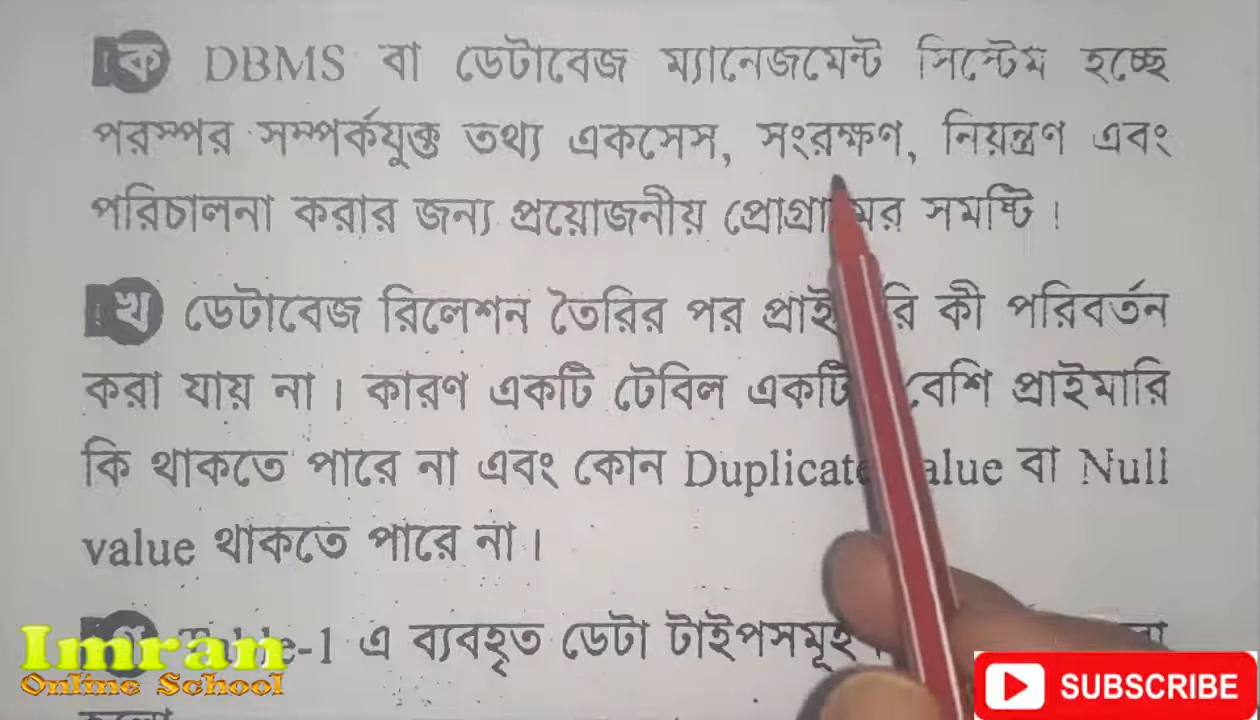 ক DBMS বা ডেটাবেজ ম্যানেজমেন্ট সিস্টেম হচ্ছে
পরস্পর সম্পর্কযুক্ত তথ্য একসেস, সংরক্ষণ, নিয়ন্ত্রণ এবং
পরিচালনা করার জন্য প্রয়োজনীয় প্রোগ্রামের সমষ্টি।
খ ডেটাবেজ রিলেশন তৈরির পর প্রাইমারি কী পরিবর্তন
করা যায় না। কারণ একটি টেবিল একটি বেশি প্রাইমারি
কি থাকতে পারে না এবং কোন Duplicate value বা Null
value থাকতে পারে না।
Table-1 এ ব্যবহৃত ডেটা টাইপসমূহ
Imran
Online School
SUBSCRIBE